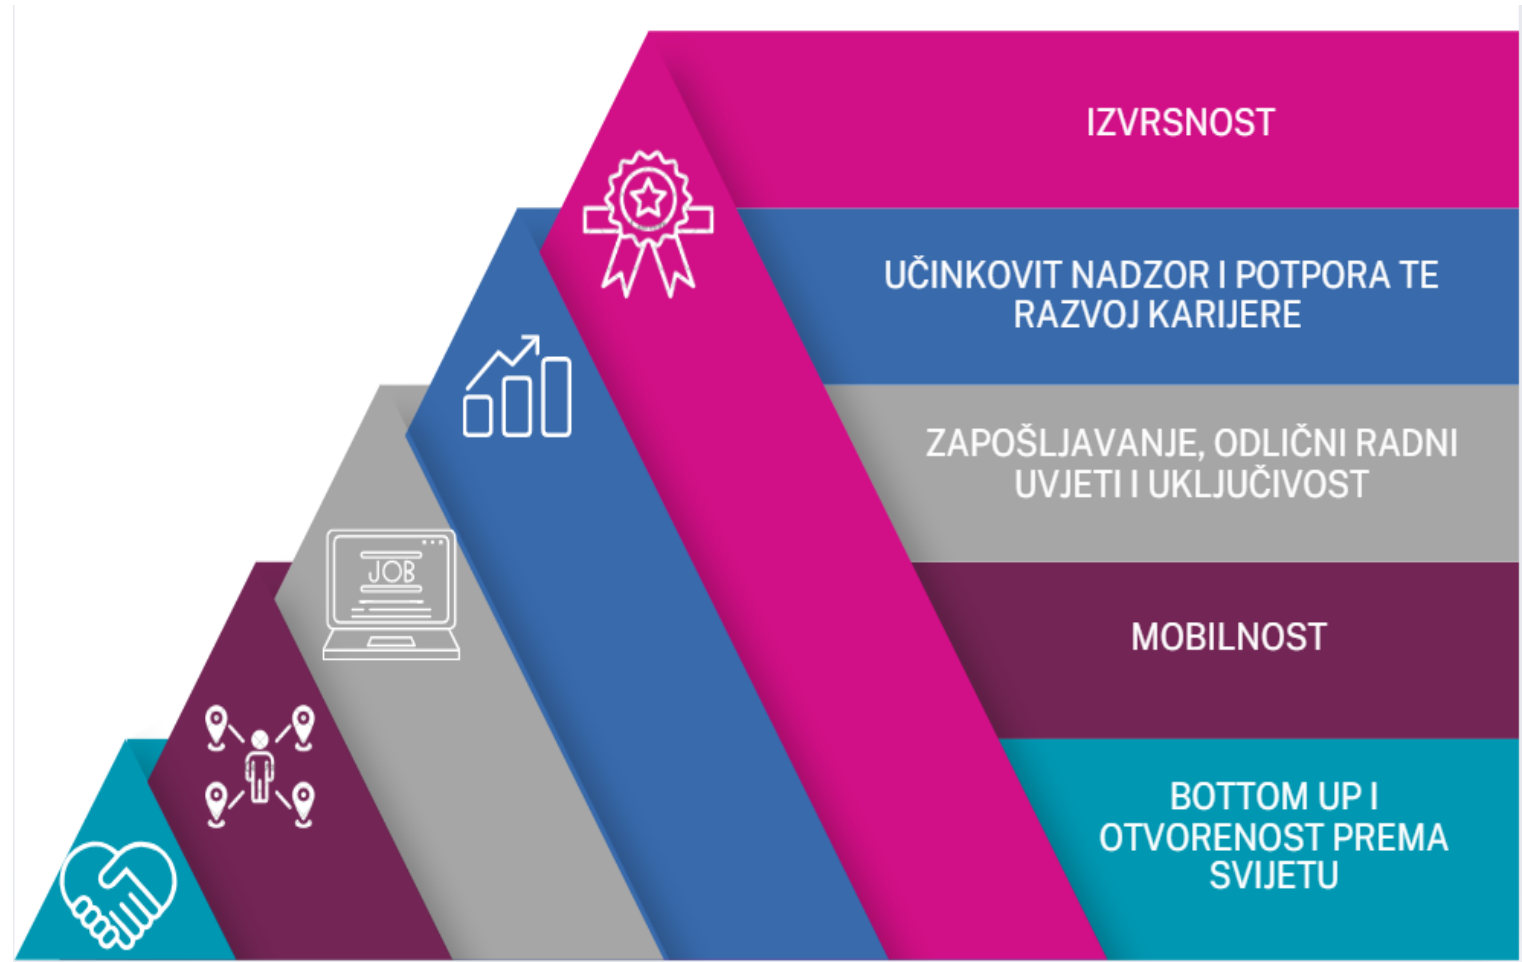 IZVRSNOST
UČINKOVIT NADZOR I POTPORA TE
RAZVOJ KARIJERE
ZAPOŠLJAVANJE, ODLIČNI RADNI
UVJETI I UKLJUČIVOST
JOB
MOBILNOST
BOTTOM UP I
OTVORENOST PREMA
SVIJETU